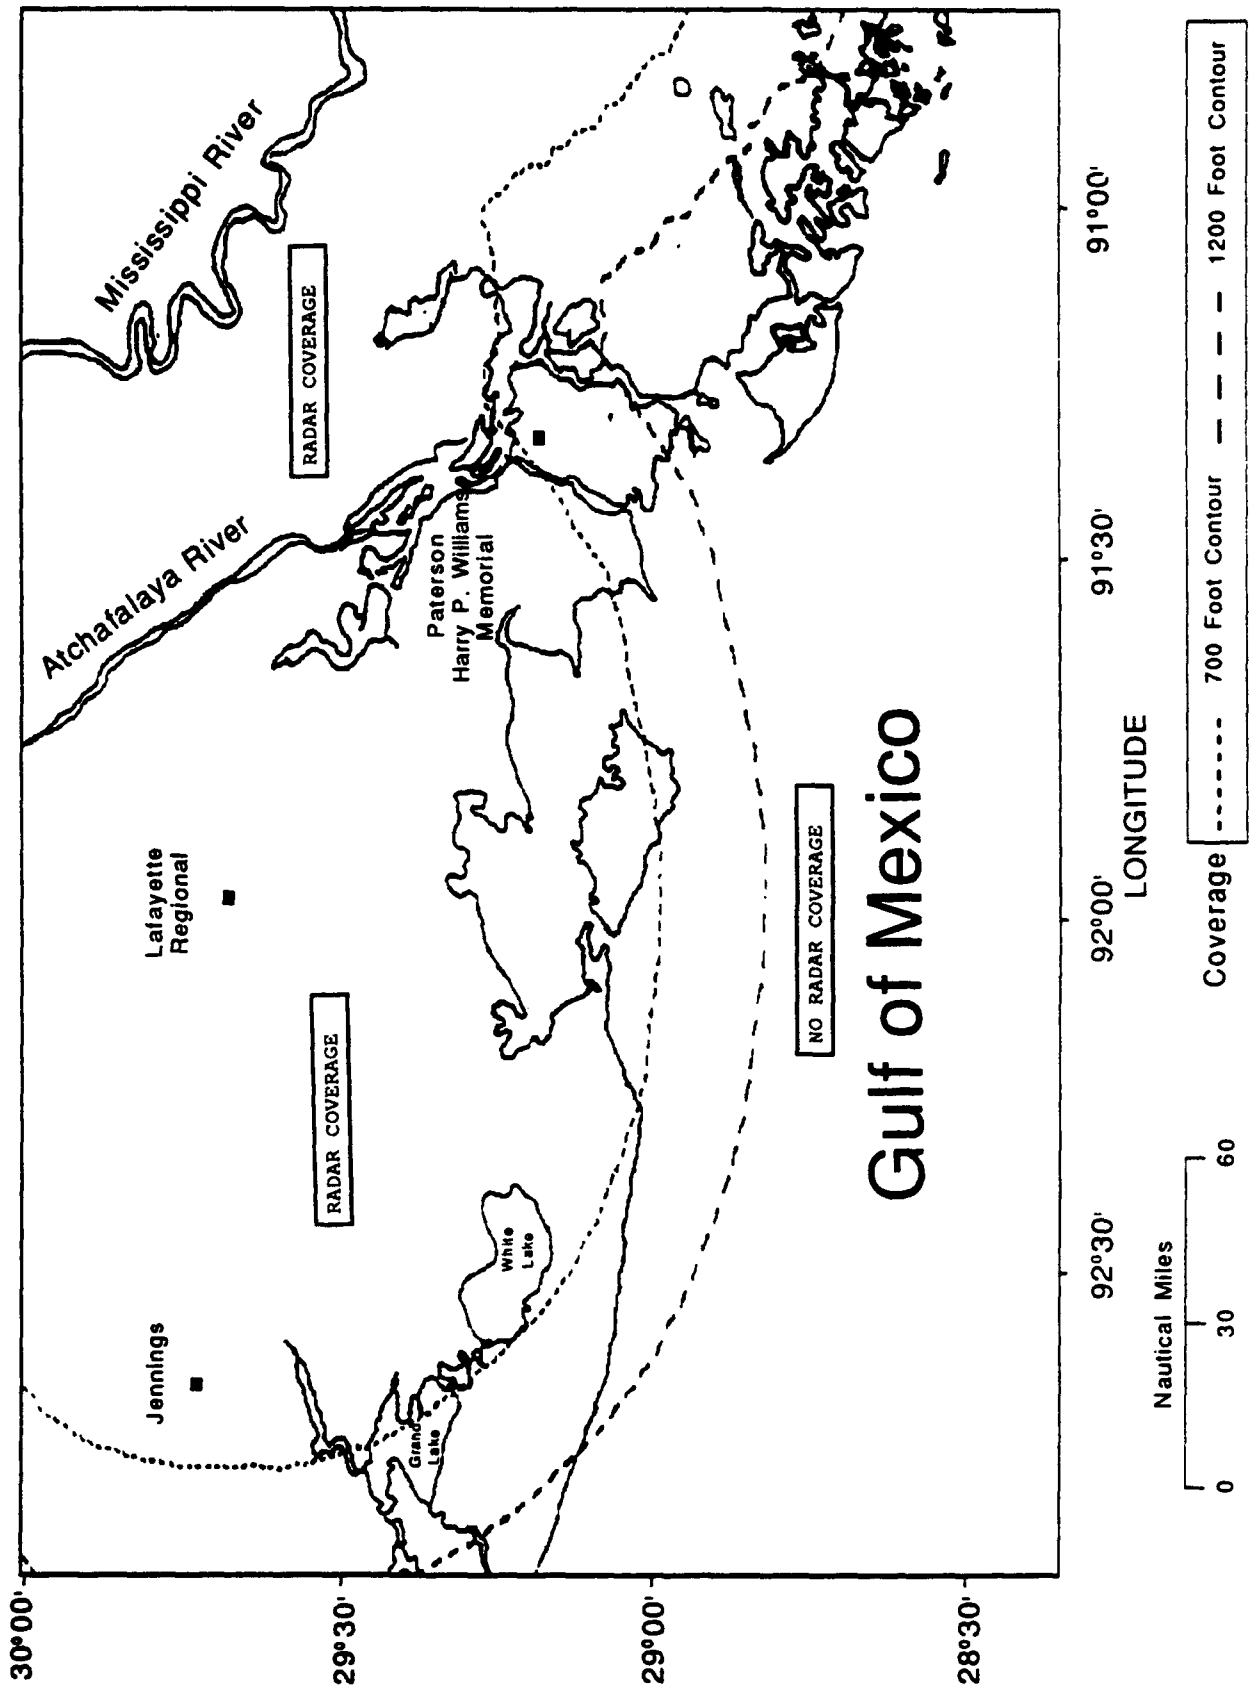 30°00'
29°30'
29°00'
28°30'
Mississippi River
Atchafalaya River
RADAR COVERAGE
Paterson
Harry P. Williams
Memorial
Lafayette
Regional
RADAR COVERAGE
Jennings
White
Lake
Grand
Lake
NO RADAR COVERAGE
Gulf of Mexico
92°30'
92°00'
91°30'
91°00'
LONGITUDE
Nautical Miles
0 30 60
Coverage 700 Foot Contour 1200 Foot Contour